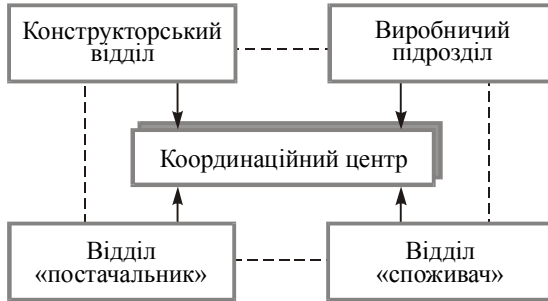 Конструкторський
відділ
Виробничий
підрозділ
Координаційний центр
Відділ
«постачальник»
Відділ
«споживач»